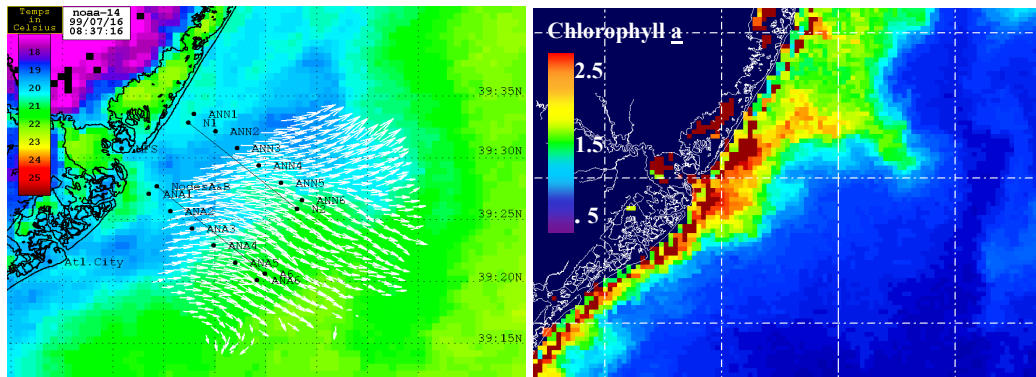 Temps
in
Celsius
noaa-14
99/07/16
08:37:16
17
18
19
20
21
22
23
24
25
39:35N
39:30N
39:25N
39:20N
39:15N
ANN1
N1
ANN2
ANN3
ANN4
ANN5
ANN6
N2
NodesA&B
ANA1
ANA2
ANA3
ANA4
ANA5
A6
ANA6
Atl.City
Chlorophyll a
2.5
1.5
.5